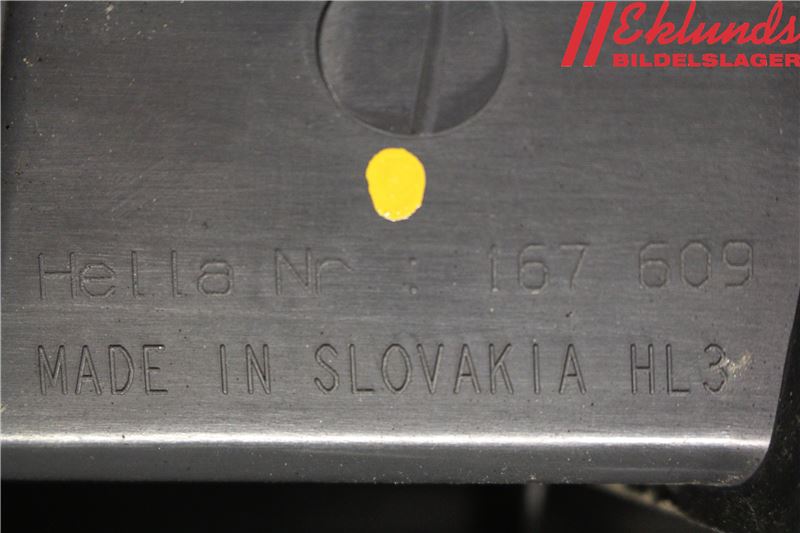 Eklunds
BILDELSLAGER
Hella Nr : 167 609
MADE IN SLOVAKIA HL3